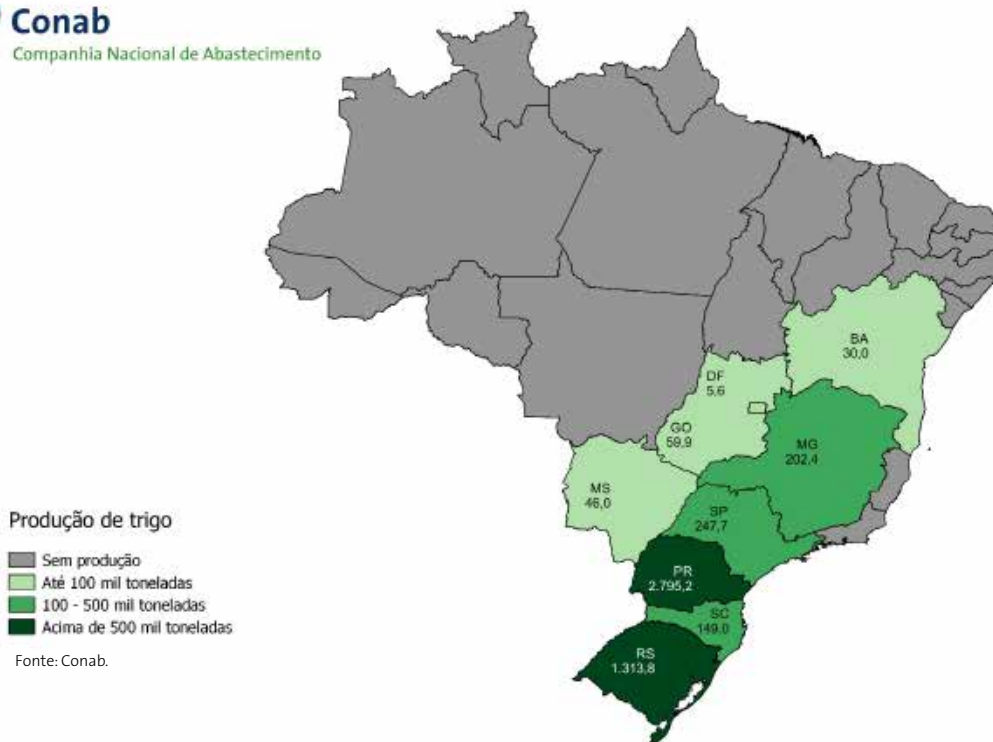 Conab
Companhia Nacional de Abastecimento
BA
30,0
DF
5,6
GO
59,9
MG
202,4
MS
46,0
SP
247,7
PR
2.795,2
SC
149,0
RS
1.313,8
Produção de trigo
Sem produção
Até 100 mil toneladas
100 - 500 mil toneladas
Acima de 500 mil toneladas
Fonte: Conab.